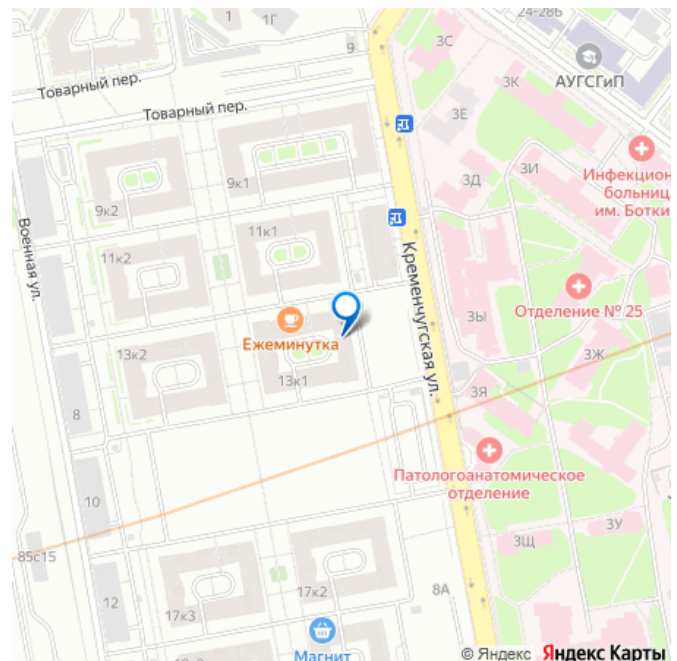 24-28Б
1
1Г
9
3С
АУГСГиП
Товарный пер.
3К
Товарный пер.
3Е
Инфекцион
больниц
им. Ботки
3И
3Д
9к1
9к2
11к1
Военная ул.
11к2
Кременчугская ул.
3Ы
Отделение № 25
Ежеминутка
13к2
3Ж
13к1
3Я
8
Патологоанатомическое
отделение
10
3У
3Щ
85с15
17к2
8А
12
17к3
Магнит
© Яндекс Яндекс Карты